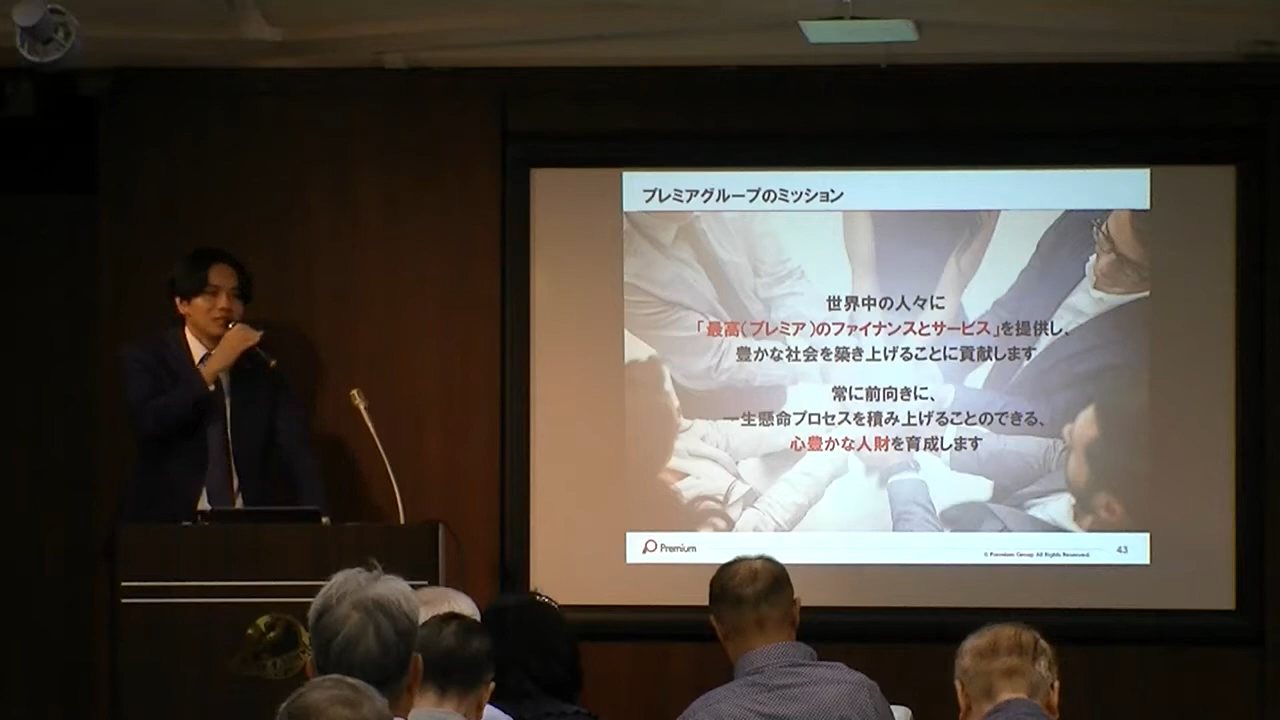 プレミアグループのミッション
世界中の人々に
「最高(プレミア)のファイナンスとサービス」を提供し、
豊かな社会を築き上げることに貢献します
常に前向きに、
一生懸命プロセスを積み上げることのできる、
心豊かな人財を育成します
Premium
© Premium Group All Rights Reserved.
43